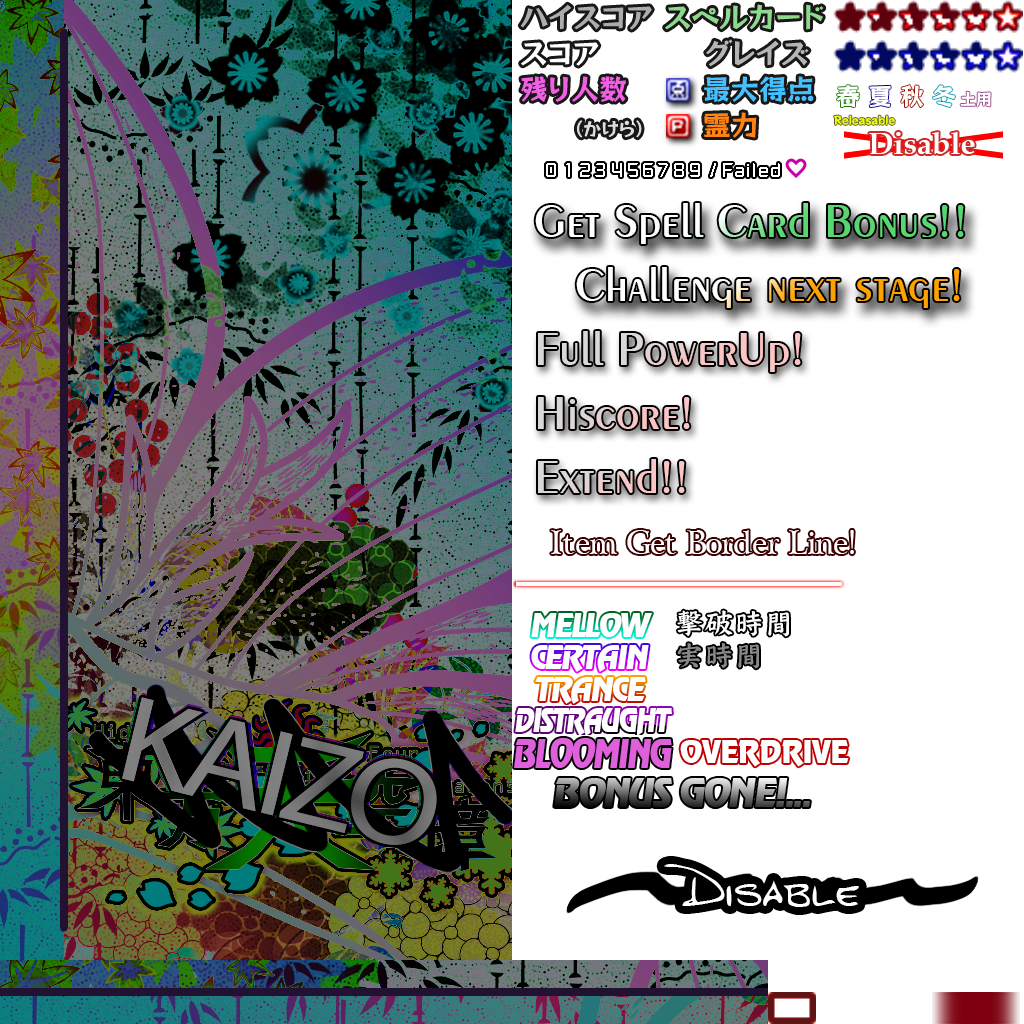 ハイスコア スペルカード
スコア グレイズ
残り人数 点 最大得点
(かけら) P 霊力
春夏秋冬土用
Releasable
Disable
0123456789/Failed
Get Spell Card Bonus!!
Challenge next stage!
Full PowerUp!
Hiscore!
Extend!!
Item Get Border Line!
MELLOW 撃破時間
CERTAIN 実時間
TRANCE
DISTRAUGHT
BLOOMING OVERDRIVE
BONUS GONE!...
KAIZO
Disable